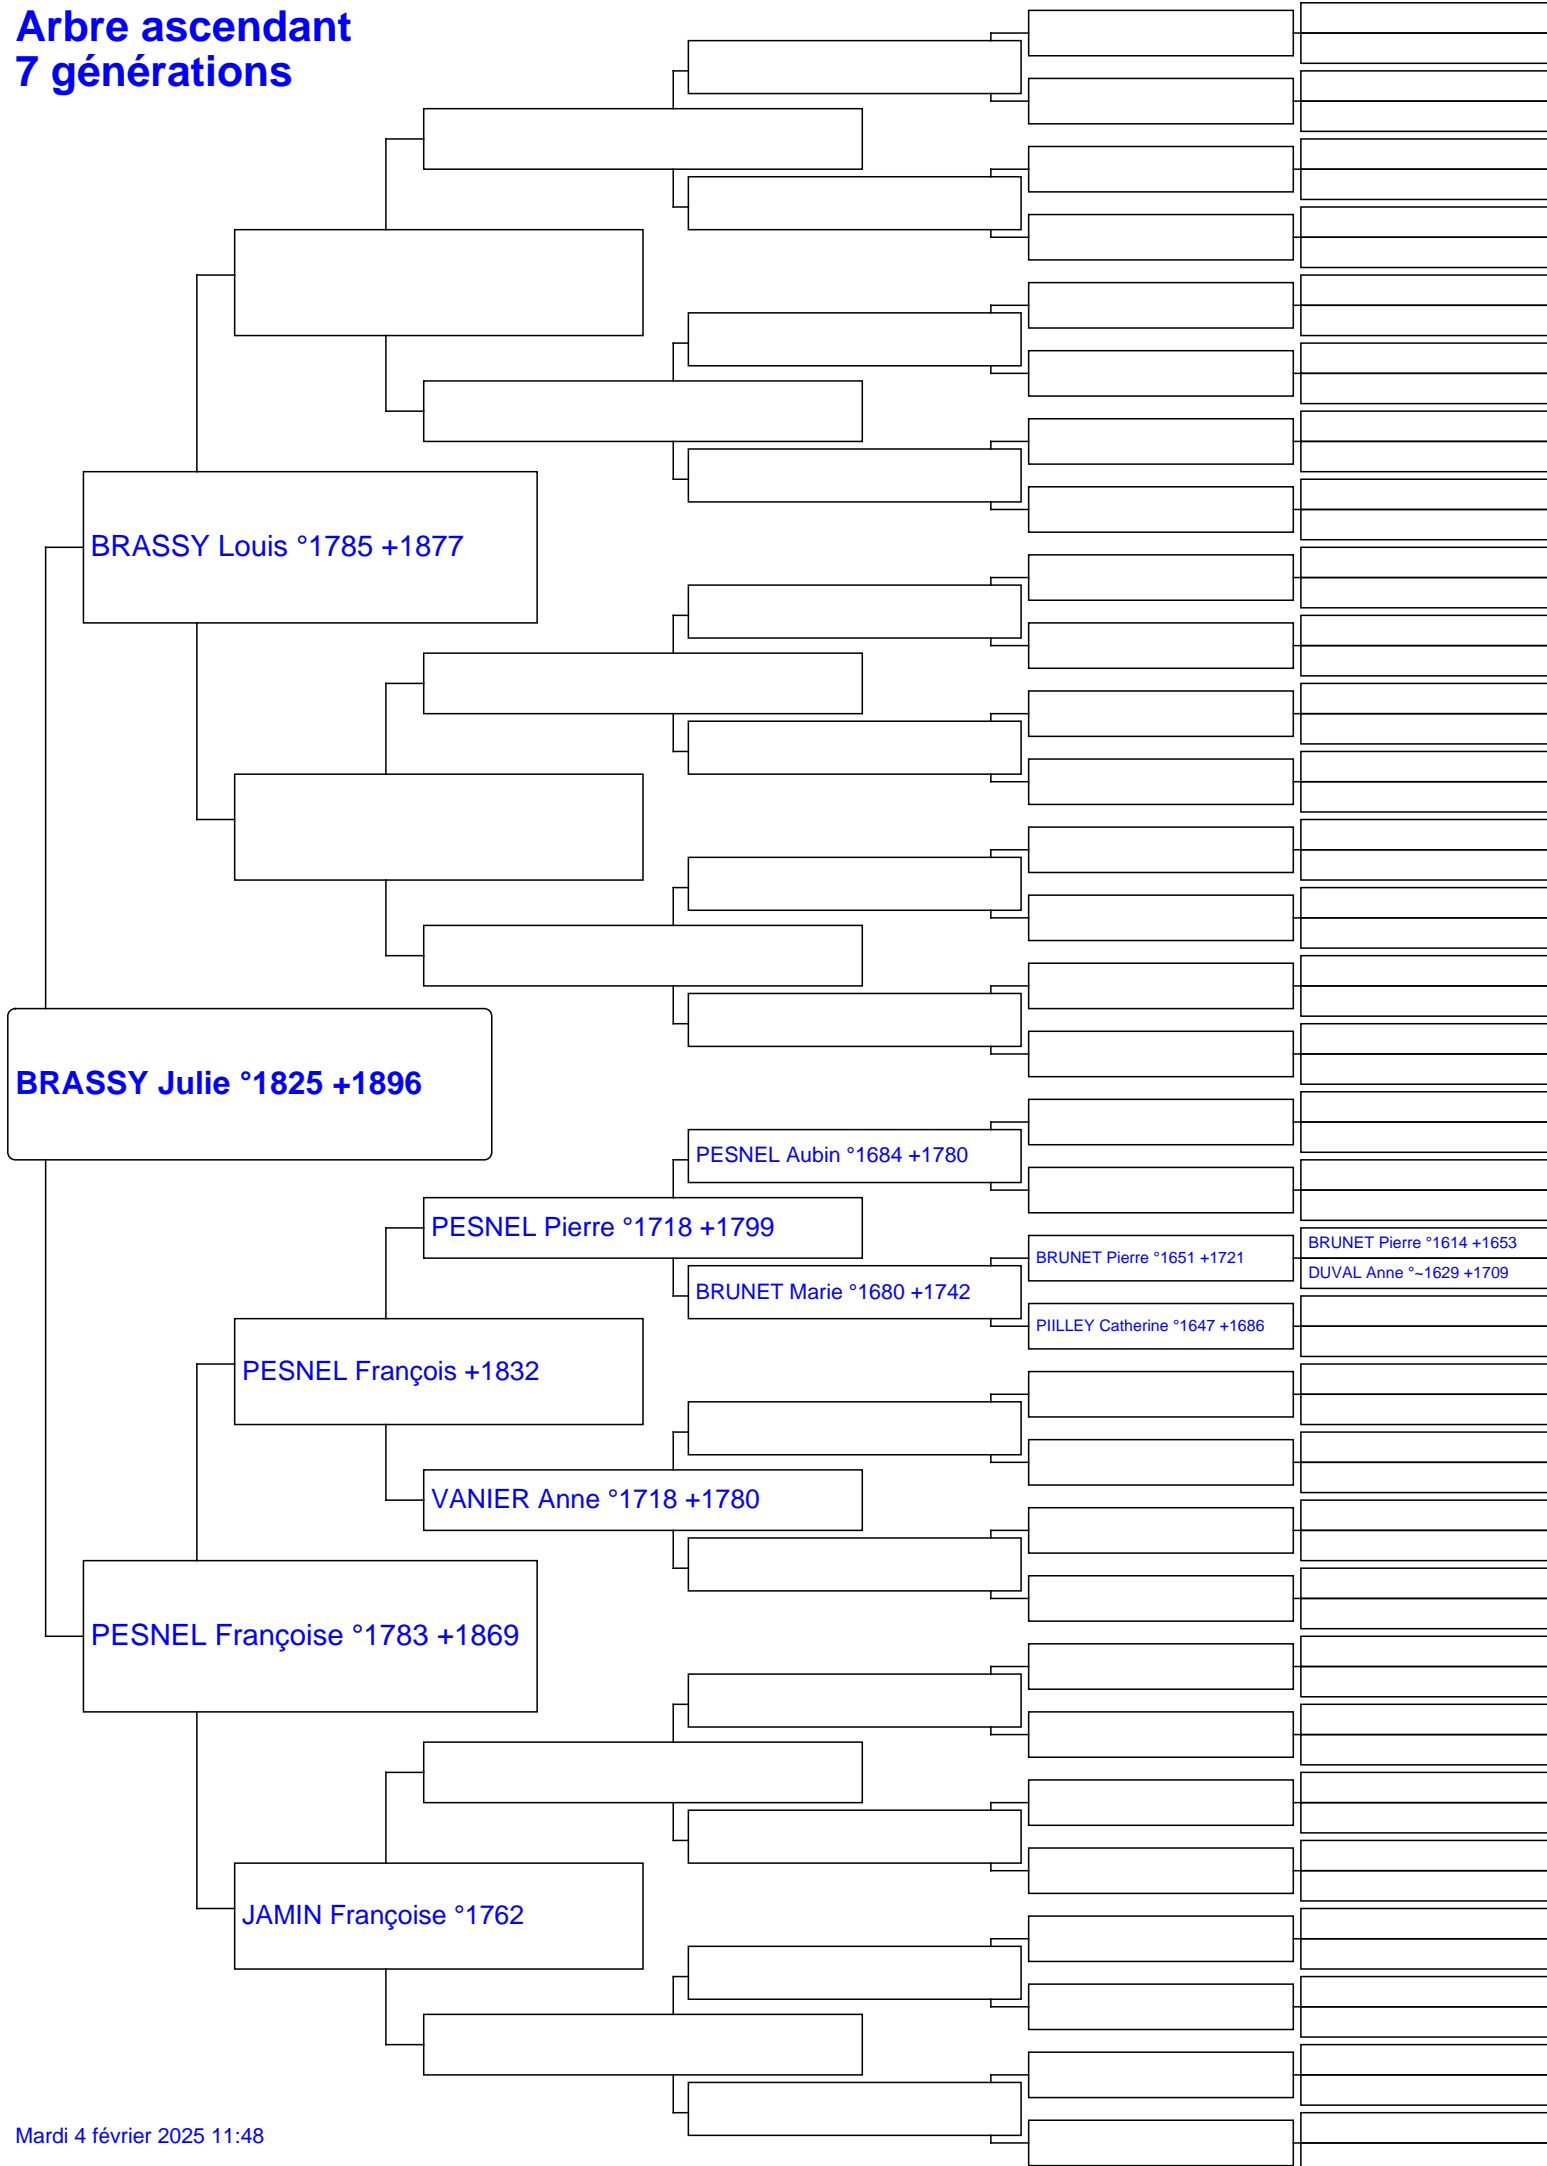 Arbre ascendant
7 générations
BRASSY Louis °1785 +1877
BRASSY Julie °1825 +1896
PESNEL Aubin °1684 +1780
PESNEL Pierre °1718 +1799
BRUNET Pierre °1614 +1653
BRUNET Pierre °1651 +1721
DUVAL Anne °~1629 +1709
BRUNET Marie °1680 +1742
PIILLEY Catherine °1647 +1686
PESNEL François +1832
VANIER Anne °1718 +1780
PESNEL Françoise °1783 +1869
JAMIN Françoise °1762
Mardi 4 février 2025 11:48